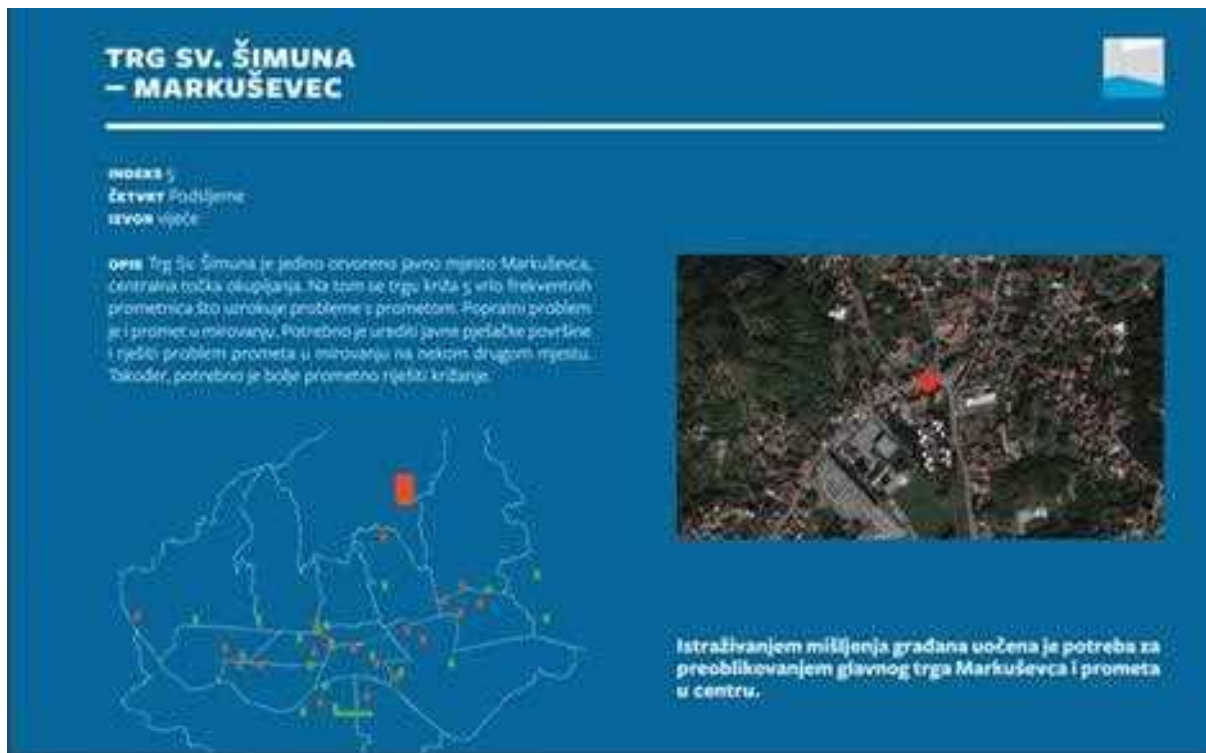 TRG SV. ŠIMUNA
– MARKUŠEVEC
INDEKS 5
ČETVRT Podsljeme
IZVOR vijeće
OPIS Trg Sv. Šimuna je jedino otvoreno javno mjesto Markuševca,
centralna točka okupljanja. Na tom se trgu križa 5 vrlo frekventnih
prometnica što uzrokuje probleme s prometom. Popratni problem
je i promet u mirovanju. Potrebno je urediti javne pješačke površine
i riješiti problem prometa u mirovanju na nekom drugom mjestu.
Također, potrebno je bolje prometno riješiti križanje.
Istraživanjem mišljenja građana uočena je potreba za
preoblikovanjem glavnog trga Markuševca i prometa
u centru.